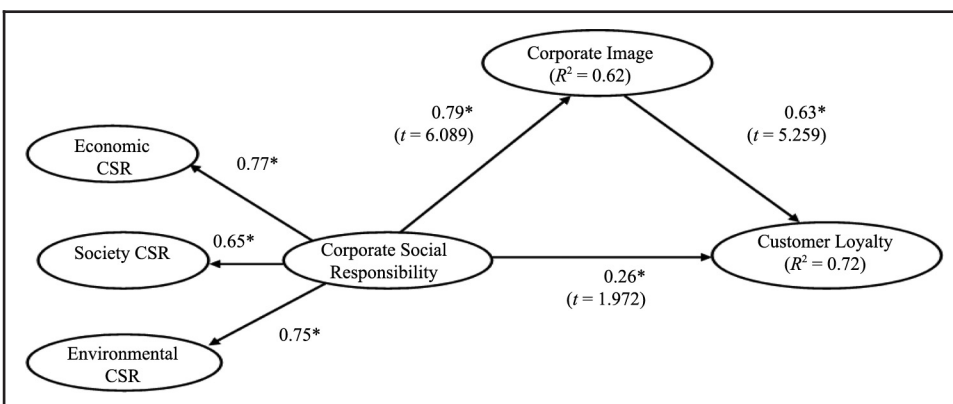 Corporate Image
(R² = 0.62)
0.79*
(t = 6.089)
0.63*
(t = 5.259)
Economic
CSR
0.77*
Society CSR
0.65*
Corporate Social
Responsibility
Customer Loyalty
(R² = 0.72)
0.26*
(t = 1.972)
0.75*
Environmental
CSR